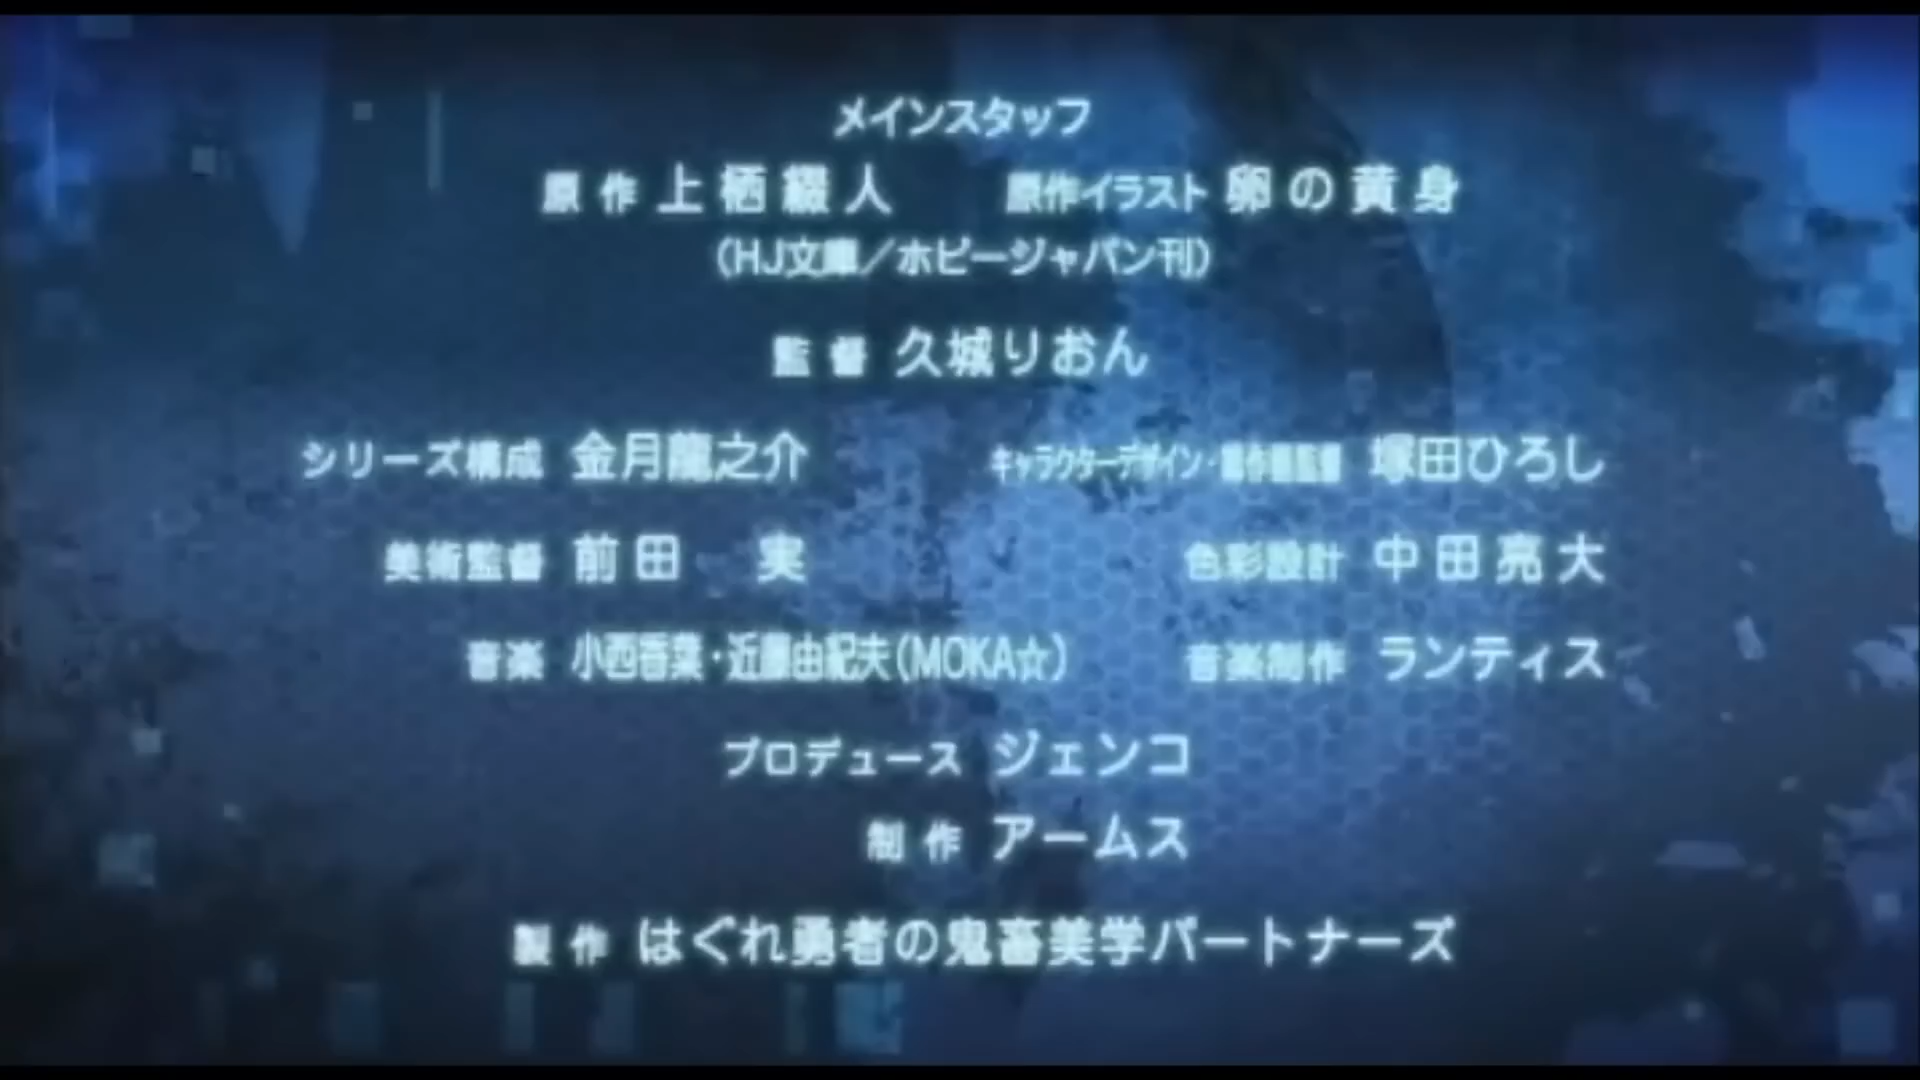 メインスタッフ
原作 上栖綴人 原作イラスト 卵の黄身
(HJ文庫／ホビージャパン刊)
監督 久城りおん
シリーズ構成 金月龍之介 キャラクターデザイン・総作画監督 塚田ひろし
美術監督 前田 実 色彩設計 中田亮大
音楽 小西香葉・近藤由紀夫(MOKA☆) 音楽制作 ランティス
プロデュース ジェンコ
制作 アームス
製作 はぐれ勇者の鬼畜美学パートナーズ